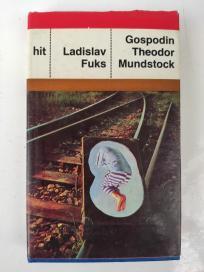 hit
Ladislav
Fuks
Gospodin
Theodor
Mundstock